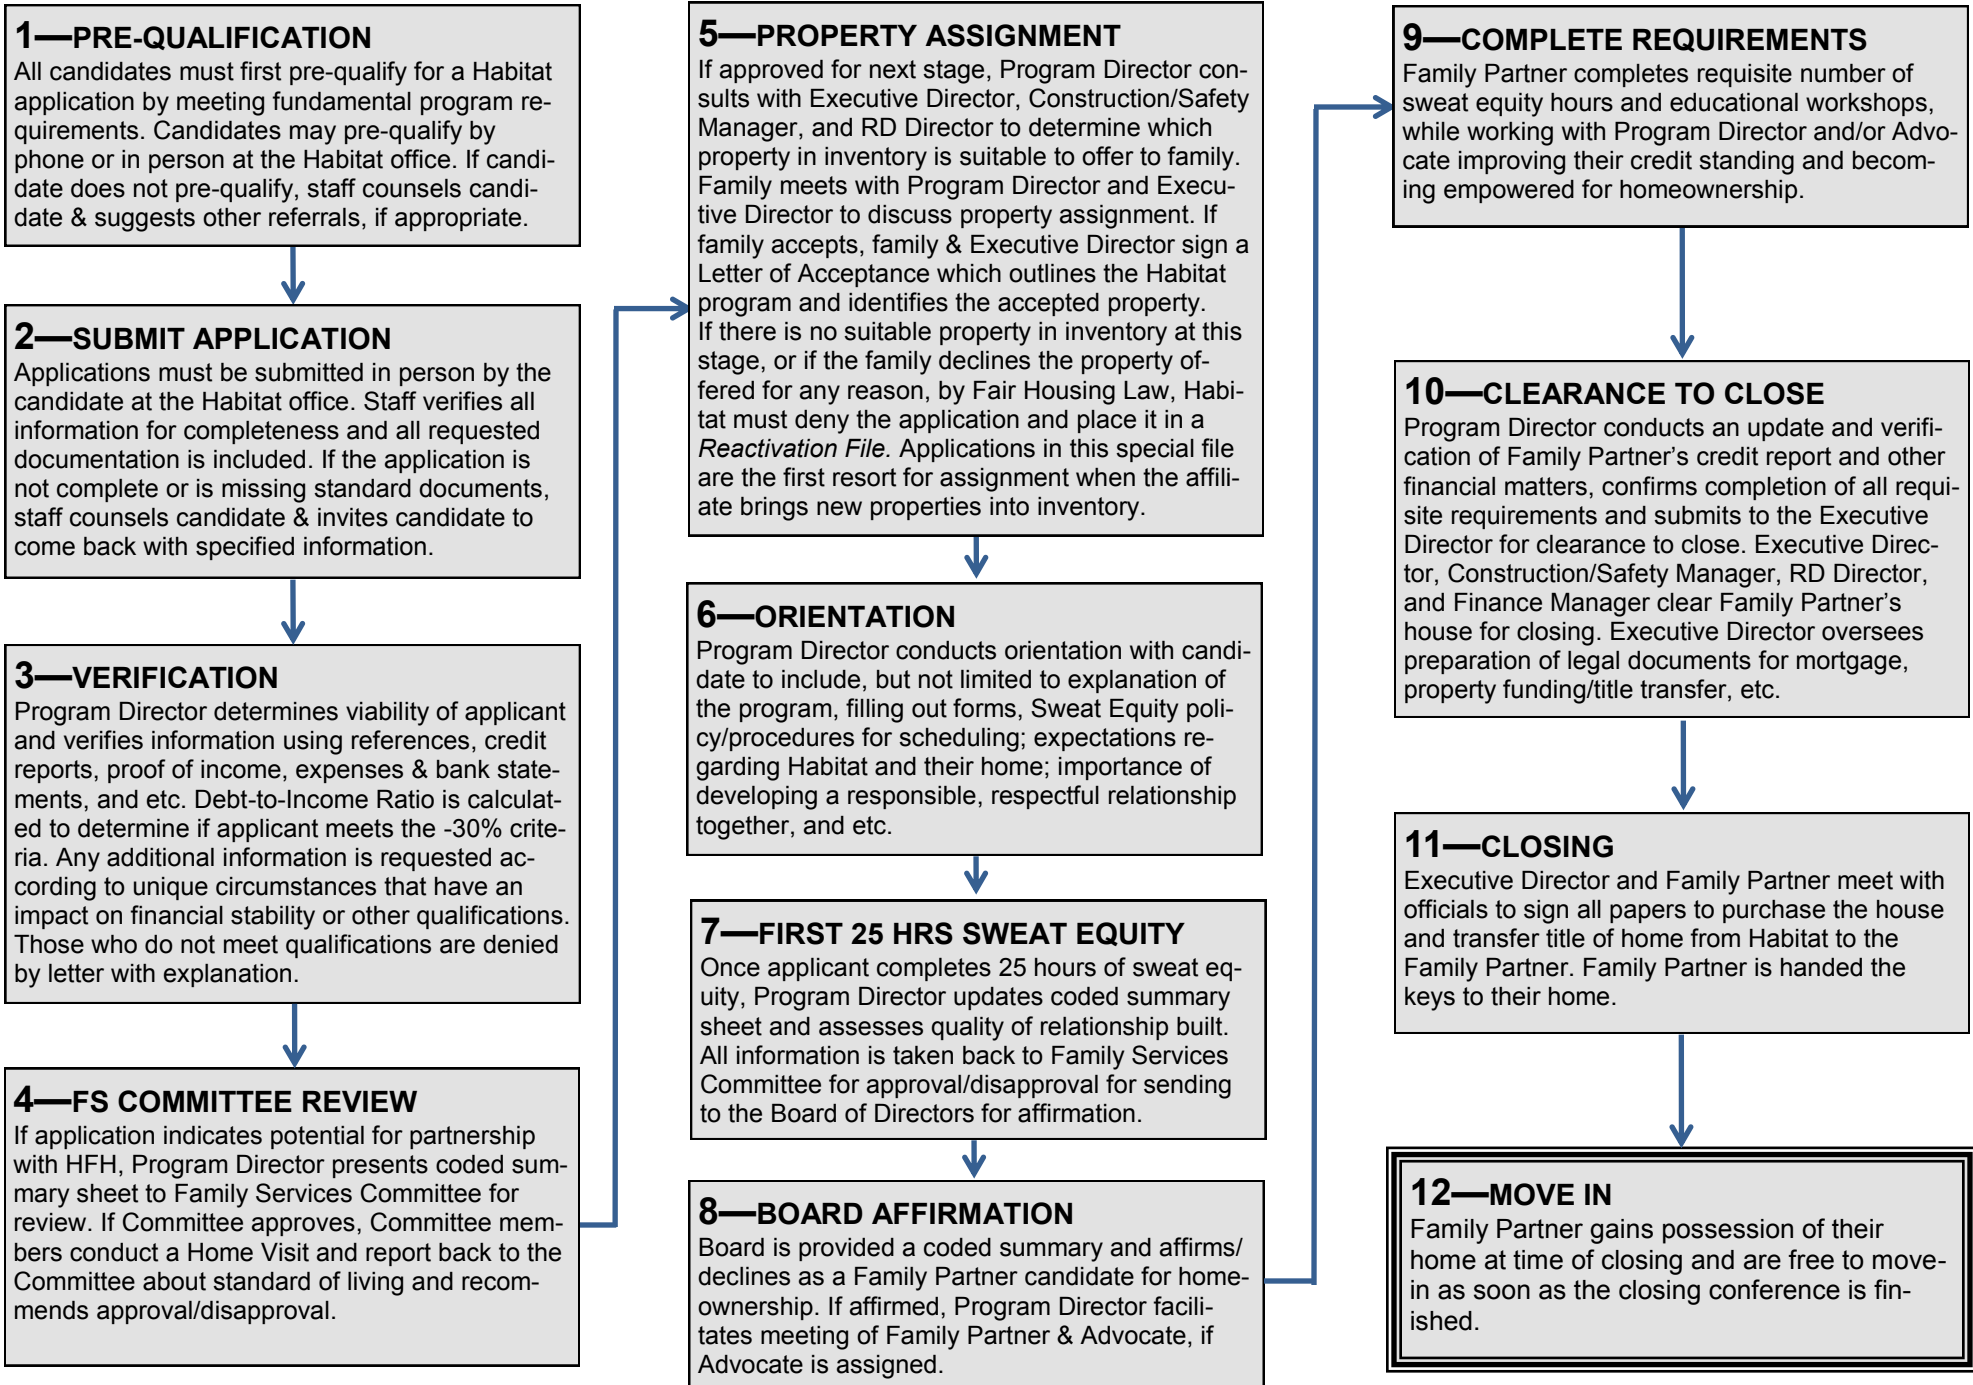 1—PRE-QUALIFICATION
All candidates must first pre-qualify for a Habitat
application by meeting fundamental program re-
quirements. Candidates may pre-qualify by
phone or in person at the Habitat office. If candi-
date does not pre-qualify, staff counsels candi-
date & suggests other referrals, if appropriate.
2—SUBMIT APPLICATION
Applications must be submitted in person by the
candidate at the Habitat office. Staff verifies all
information for completeness and all requested
documentation is included. If the application is
not complete or is missing standard documents,
staff counsels candidate & invites candidate to
come back with specified information.
3—VERIFICATION
Program Director determines viability of applicant
and verifies information using references, credit
reports, proof of income, expenses & bank state-
ments, and etc. Debt-to-Income Ratio is calculat-
ed to determine if applicant meets the -30% crite-
ria. Any additional information is requested ac-
cording to unique circumstances that have an
impact on financial stability or other qualifications.
Those who do not meet qualifications are denied
by letter with explanation.
4—FS COMMITTEE REVIEW
If application indicates potential for partnership
with HFH, Program Director presents coded sum-
mary sheet to Family Services Committee for
review. If Committee approves, Committee mem-
bers conduct a Home Visit and report back to the
Committee about standard of living and recom-
mends approval/disapproval.
5—PROPERTY ASSIGNMENT
If approved for next stage, Program Director con-
sults with Executive Director, Construction/Safety
Manager, and RD Director to determine which
property in inventory is suitable to offer to family.
Family meets with Program Director and Execu-
tive Director to discuss property assignment. If
family accepts, family & Executive Director sign a
Letter of Acceptance which outlines the Habitat
program and identifies the accepted property.
If there is no suitable property in inventory at this
stage, or if the family declines the property of-
fered for any reason, by Fair Housing Law, Habi-
tat must deny the application and place it in a
Reactivation File. Applications in this special file
are the first resort for assignment when the affili-
ate brings new properties into inventory.
6—ORIENTATION
Program Director conducts orientation with candi-
date to include, but not limited to explanation of
the program, filling out forms, Sweat Equity poli-
cy/procedures for scheduling; expectations re-
garding Habitat and their home; importance of
developing a responsible, respectful relationship
together, and etc.
7—FIRST 25 HRS SWEAT EQUITY
Once applicant completes 25 hours of sweat eq-
uity, Program Director updates coded summary
sheet and assesses quality of relationship built.
All information is taken back to Family Services
Committee for approval/disapproval for sending
to the Board of Directors for affirmation.
8—BOARD AFFIRMATION
Board is provided a coded summary and affirms/
declines as a Family Partner candidate for home-
ownership. If affirmed, Program Director facili-
tates meeting of Family Partner & Advocate, if
Advocate is assigned.
9—COMPLETE REQUIREMENTS
Family Partner completes requisite number of
sweat equity hours and educational workshops,
while working with Program Director and/or Advo-
cate improving their credit standing and becom-
ing empowered for homeownership.
10—CLEARANCE TO CLOSE
Program Director conducts an update and verifi-
cation of Family Partner’s credit report and other
financial matters, confirms completion of all requi-
site requirements and submits to the Executive
Director for clearance to close. Executive Direc-
tor, Construction/Safety Manager, RD Director,
and Finance Manager clear Family Partner’s
house for closing. Executive Director oversees
preparation of legal documents for mortgage,
property funding/title transfer, etc.
11—CLOSING
Executive Director and Family Partner meet with
officials to sign all papers to purchase the house
and transfer title of home from Habitat to the
Family Partner. Family Partner is handed the
keys to their home.
12—MOVE IN
Family Partner gains possession of their
home at time of closing and are free to move-
in as soon as the closing conference is fin-
ished.